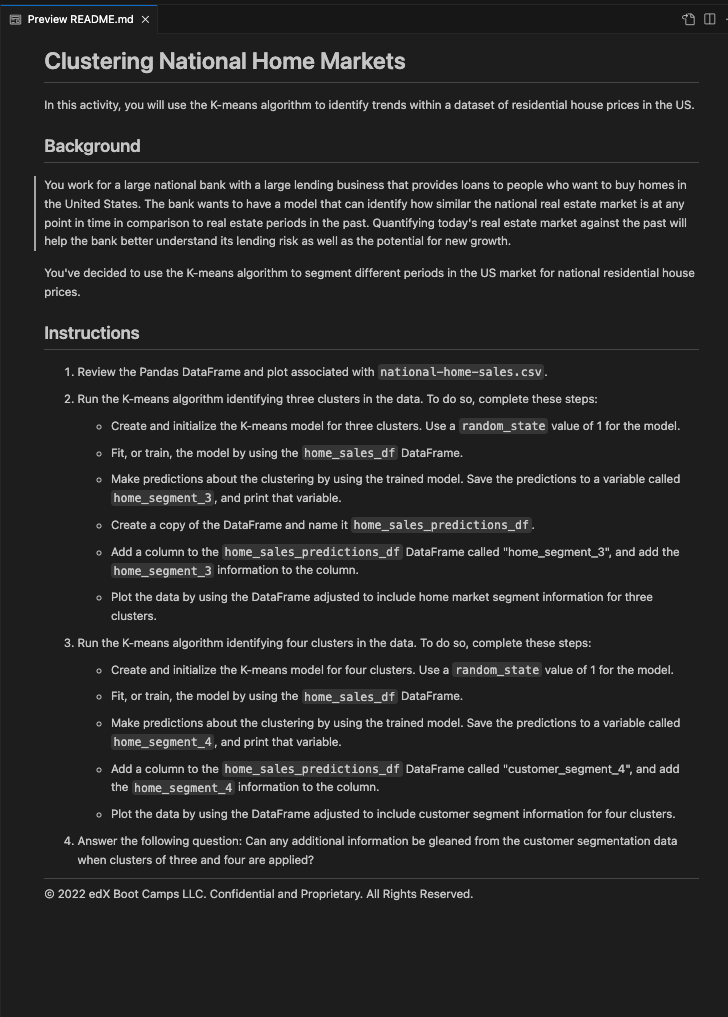 Preview README.md
Clustering National Home Markets
In this activity, you will use the K-means algorithm to identify trends within a dataset of residential house prices in the US.
Background
You work for a large national bank with a large lending business that provides loans to people who want to buy homes in
the United States. The bank wants to have a model that can identify how similar the national real estate market is at any
point in time in comparison to real estate periods in the past. Quantifying today's real estate market against the past will
help the bank better understand its lending risk as well as the potential for new growth.
You've decided to use the K-means algorithm to segment different periods in the US market for national residential house
prices.
Instructions
1. Review the Pandas DataFrame and plot associated with national-home-sales.csv.
2. Run the K-means algorithm identifying three clusters in the data. To do so, complete these steps:
Create and initialize the K-means model for three clusters. Use a random_state value of 1 for the model.
Fit, or train, the model by using the home_sales_df DataFrame.
Make predictions about the clustering by using the trained model. Save the predictions to a variable called
home_segment_3, and print that variable.
Create a copy of the DataFrame and name it home_sales_predictions_df.
Add a column to the home_sales_predictions_df DataFrame called "home_segment_3", and add the
home_segment_3 information to the column.
Plot the data by using the DataFrame adjusted to include home market segment information for three
clusters.
3. Run the K-means algorithm identifying four clusters in the data. To do so, complete these steps:
Create and initialize the K-means model for four clusters. Use a random_state value of 1 for the model.
Fit, or train, the model by using the home_sales_df DataFrame.
Make predictions about the clustering by using the trained model. Save the predictions to a variable called
home_segment_4, and print that variable.
Add a column to the home_sales_predictions_df DataFrame called "customer_segment_4", and add
the home_segment_4 information to the column.
Plot the data by using the DataFrame adjusted to include customer segment information for four clusters.
4. Answer the following question: Can any additional information be gleaned from the customer segmentation data
when clusters of three and four are applied?
© 2022 edX Boot Camps LLC. Confidential and Proprietary. All Rights Reserved.